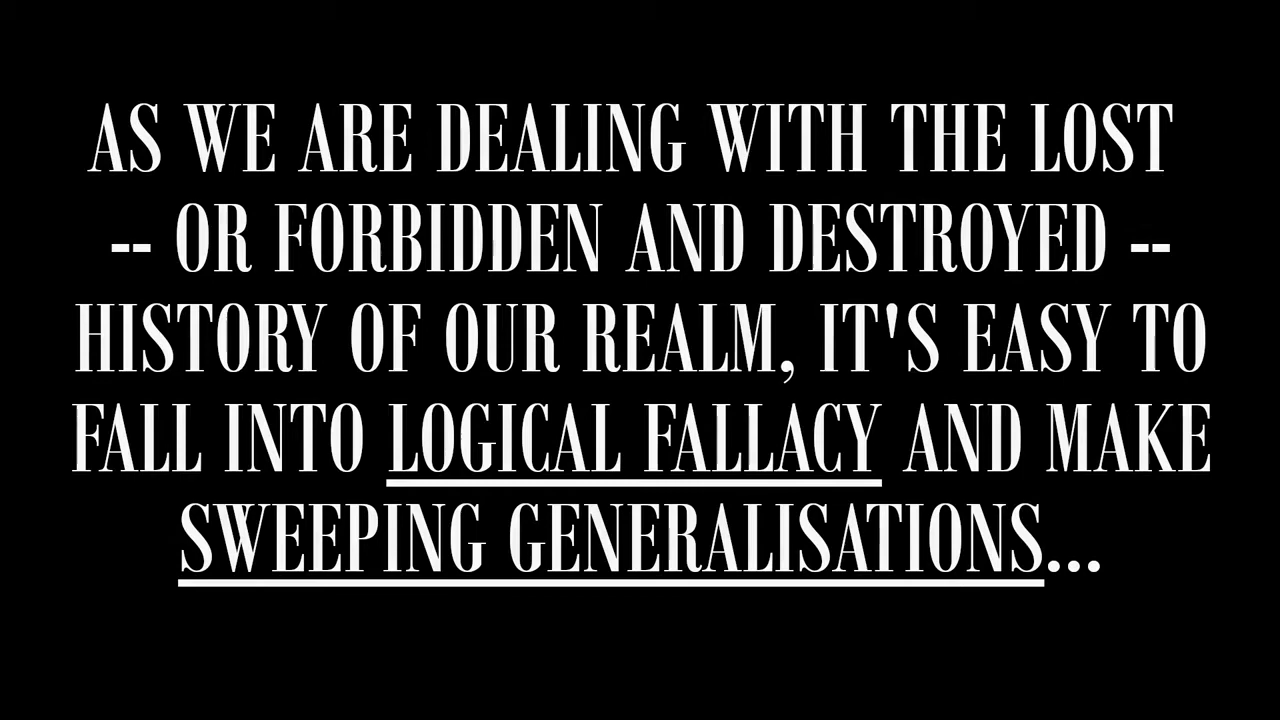 AS WE ARE DEALING WITH THE LOST
-- OR FORBIDDEN AND DESTROYED --
HISTORY OF OUR REALM, IT'S EASY TO
FALL INTO LOGICAL FALLACY AND MAKE
SWEEPING GENERALISATIONS...